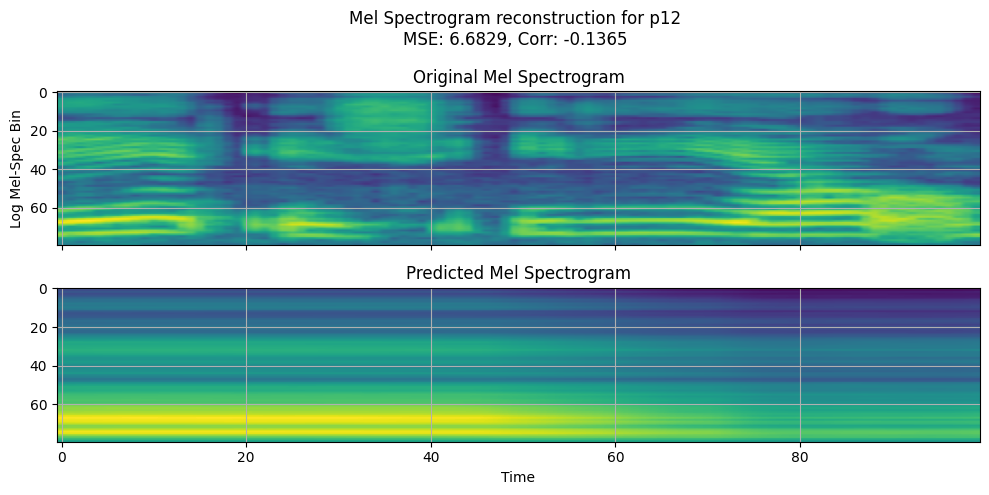 Mel Spectrogram reconstruction for p12
MSE: 6.6829, Corr: -0.1365
Original Mel Spectrogram
Log Mel-Spec Bin
0
20
40
60
Predicted Mel Spectrogram
0
20
40
60
0 20 40 60 80
Time